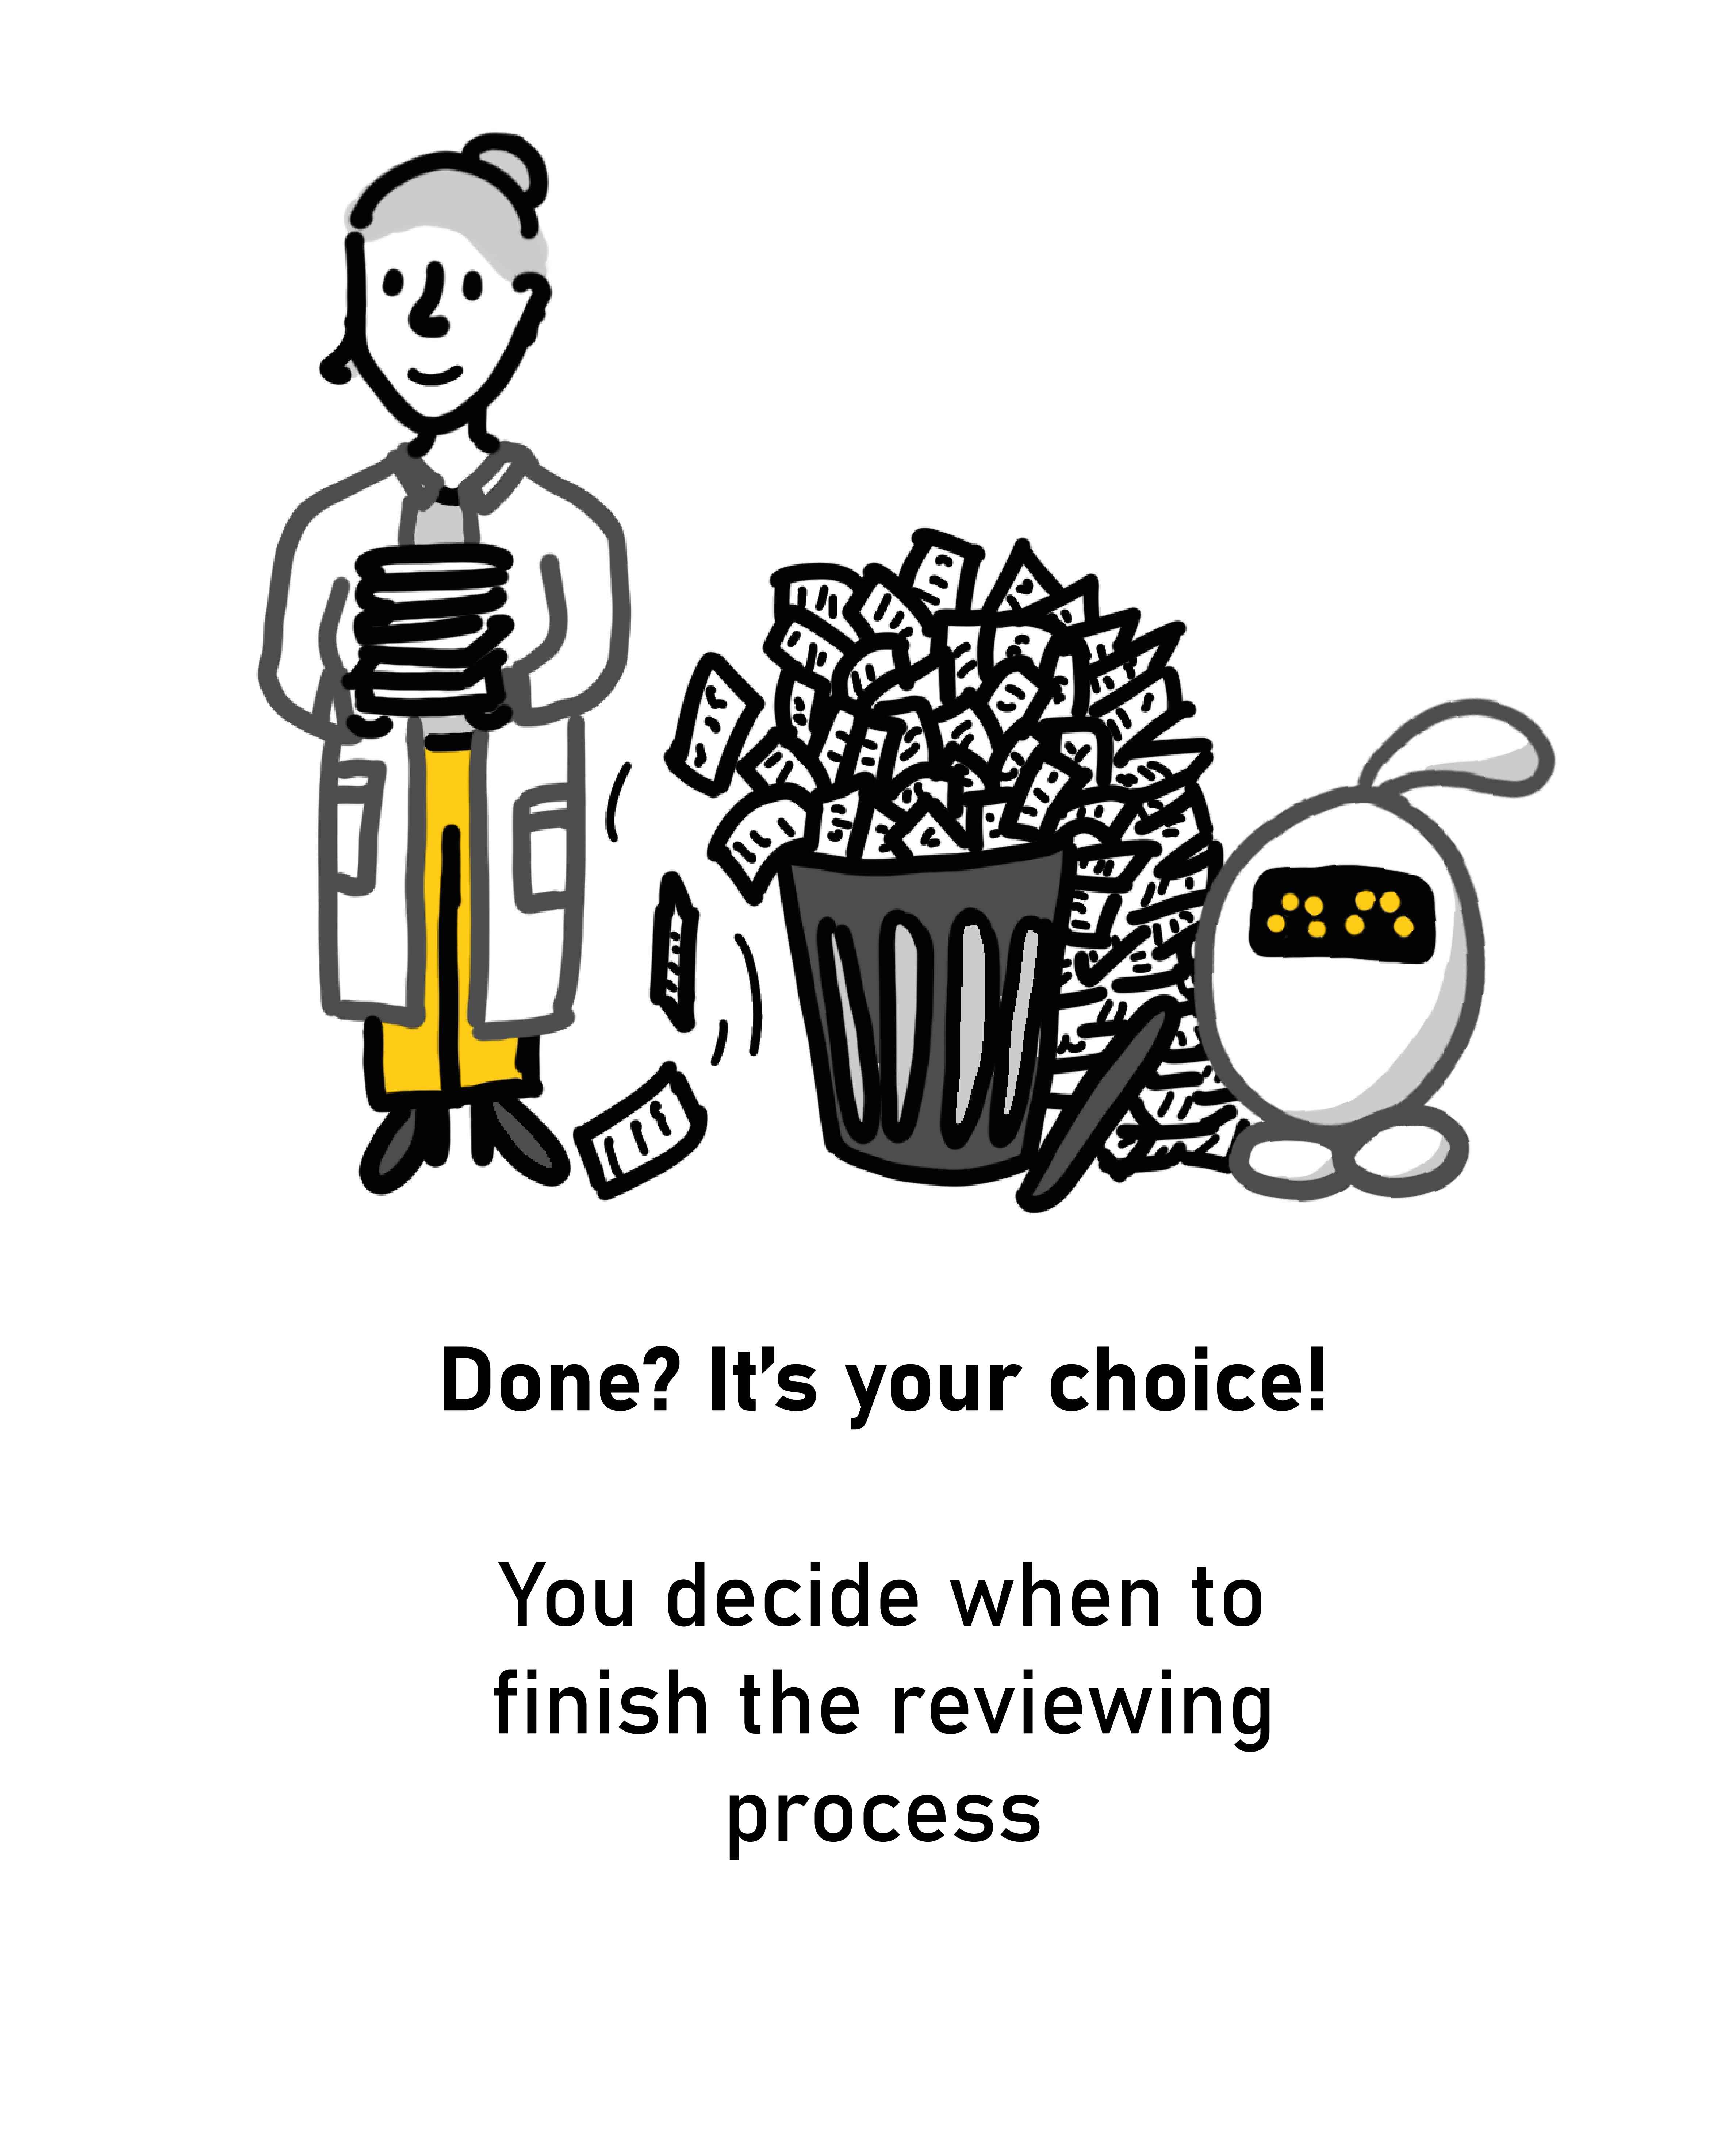 Done? It’s your choice!
You decide when to
finish the reviewing
process